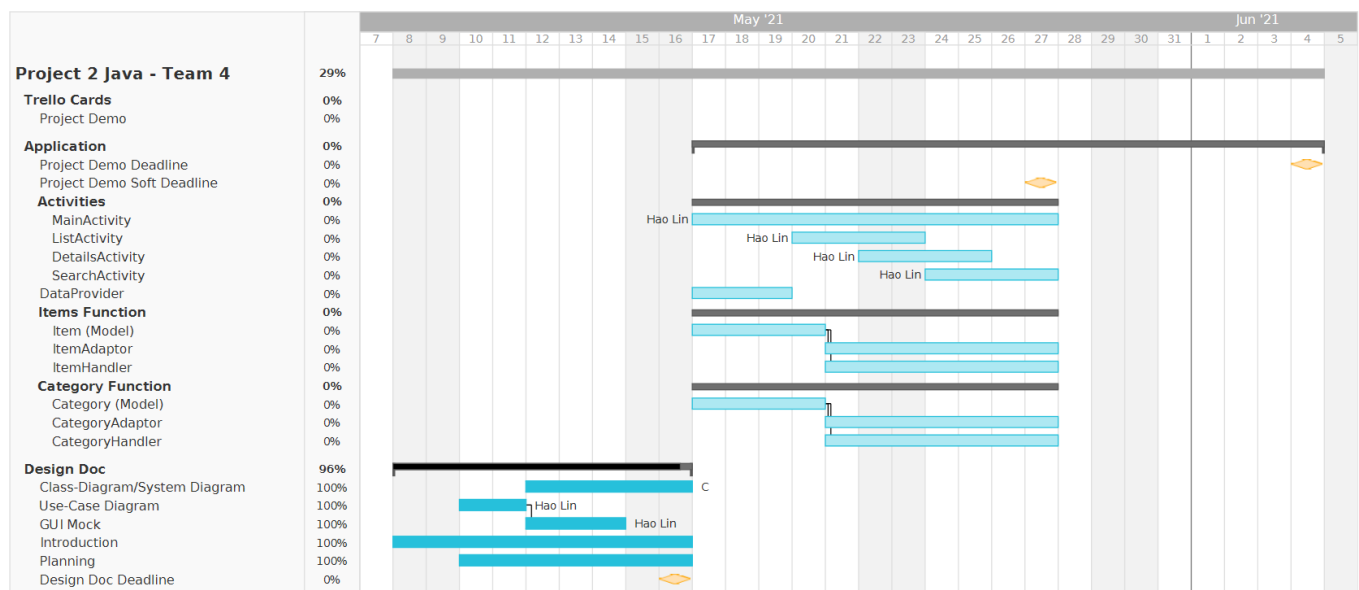 May '21 Jun '21
7 8 9 10 11 12 13 14 15 16 17 18 19 20 21 22 23 24 25 26 27 28 29 30 31 1 2 3 4 5
Project 2 Java - Team 4 29%
Trello Cards 0%
Project Demo 0%
Application 0%
Project Demo Deadline 0%
Project Demo Soft Deadline 0%
Activities 0%
MainActivity 0% Hao Lin
ListActivity 0% Hao Lin
DetailsActivity 0% Hao Lin
SearchActivity 0% Hao Lin
DataProvider 0%
Items Function 0%
Item (Model) 0%
ItemAdaptor 0%
ItemHandler 0%
Category Function 0%
Category (Model) 0%
CategoryAdaptor 0%
CategoryHandler 0%
Design Doc 96%
Class-Diagram/System Diagram 100% C
Use-Case Diagram 100% Hao Lin
GUI Mock 100% Hao Lin
Introduction 100%
Planning 100%
Design Doc Deadline 0%